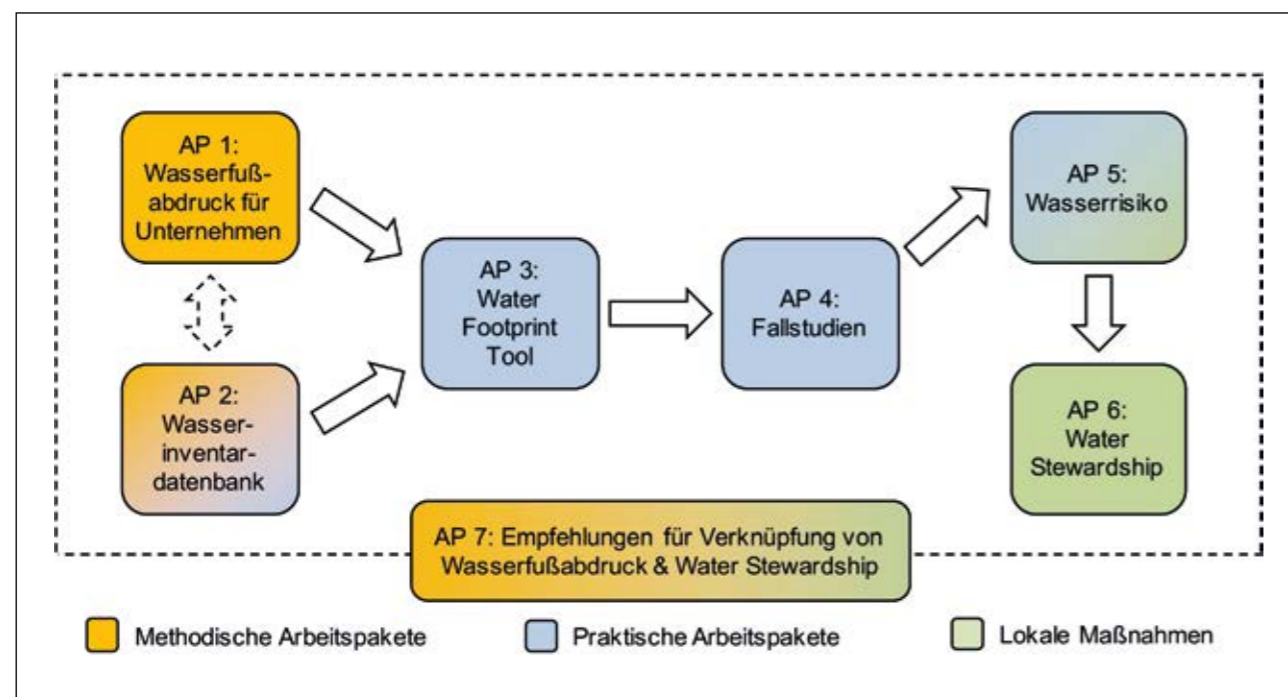 AP 1:
Wasserfuß-
abdruck für
Unternehmen
AP 2:
Wasser-
inventar-
datenbank
AP 3:
Water
Footprint
Tool
AP 4:
Fallstudien
AP 5:
Wasserrisiko
AP 6:
Water
Stewardship
AP 7: Empfehlungen für Verknüpfung von
Wasserfußabdruck & Water Stewardship
Methodische Arbeitspakete
Praktische Arbeitspakete
Lokale Maßnahmen